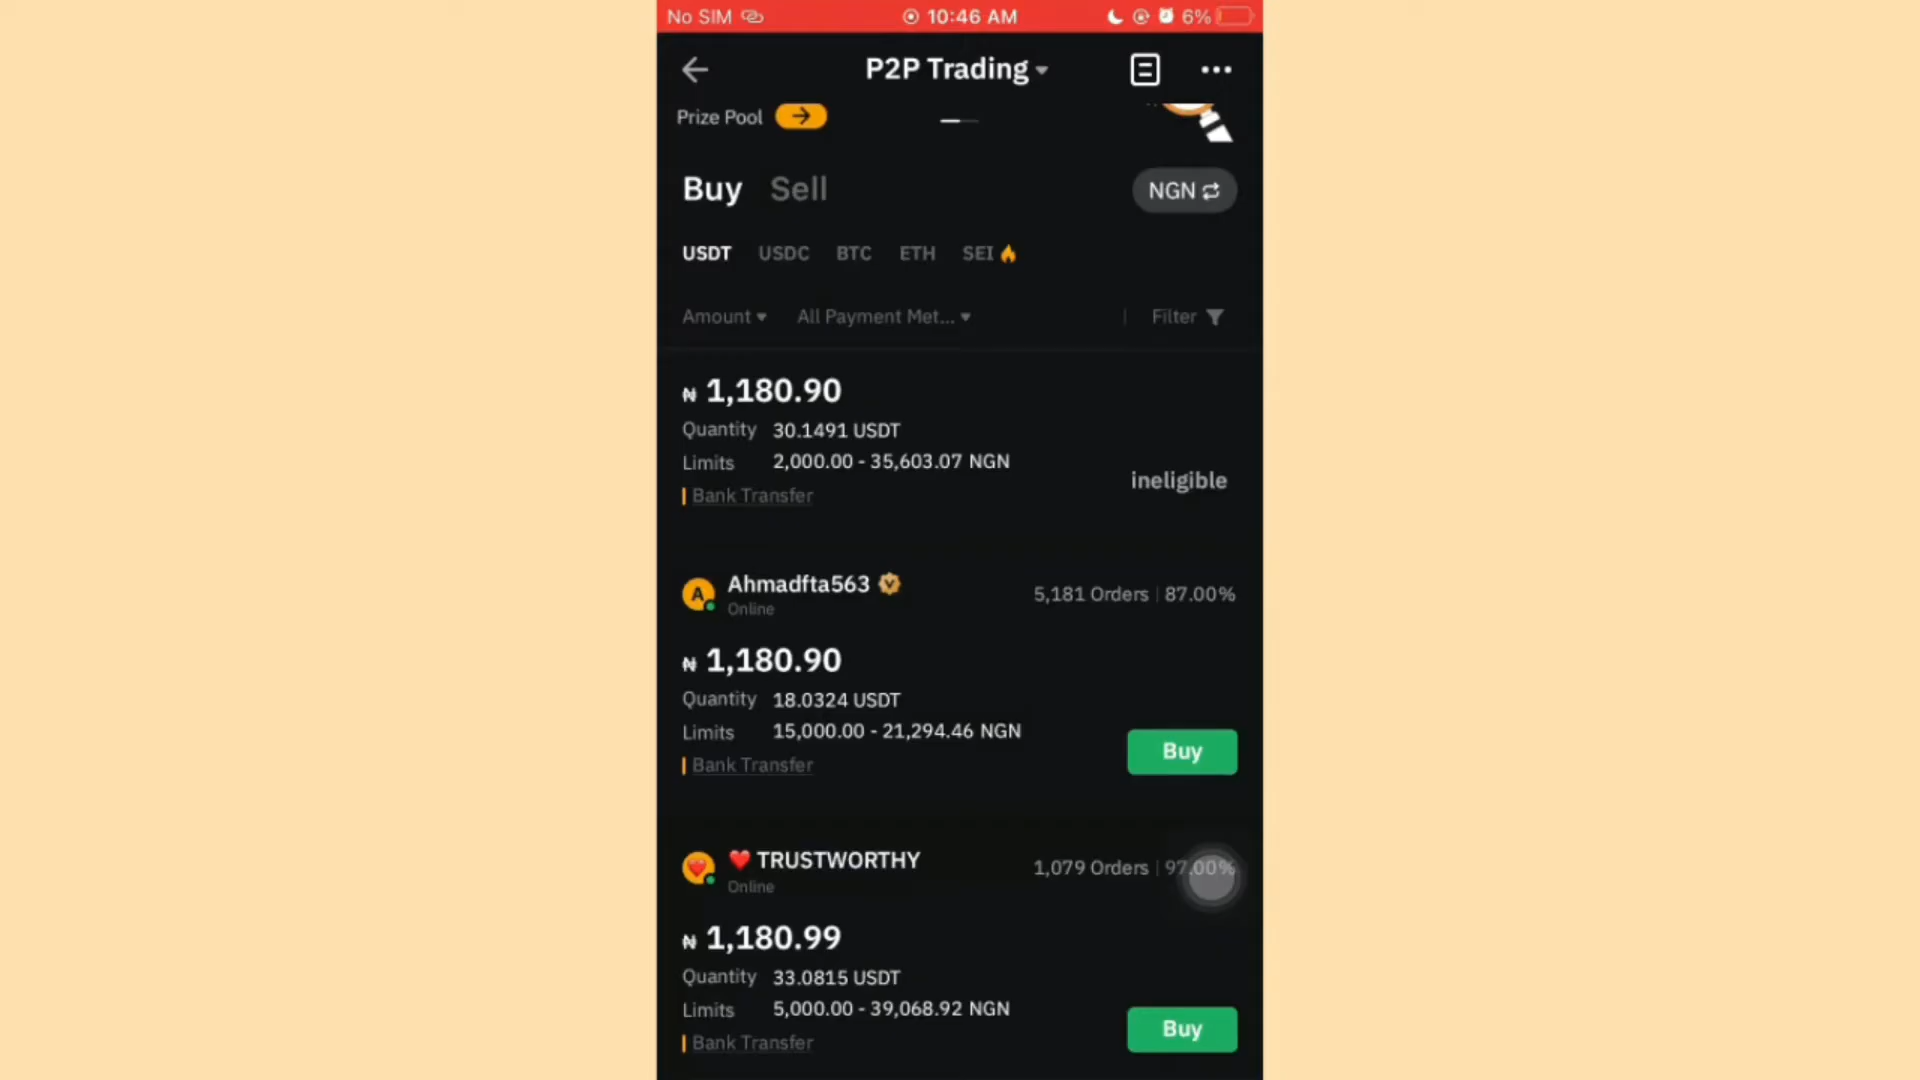 No SIM 10:46 AM 6%
P2P Trading
Prize Pool
Buy Sell NGN
USDT USDC BTC ETH SEI
Amount All Payment Met... Filter
₦ 1,180.90
Quantity 30.1491 USDT
Limits 2,000.00 - 35,603.07 NGN
ineligible
Bank Transfer
A Ahmadfta563 5,181 Orders | 87.00%
Online
₦ 1,180.90
Quantity 18.0324 USDT
Limits 15,000.00 - 21,294.46 NGN
Buy
Bank Transfer
❤️ TRUSTWORTHY 1,079 Orders | 97.00%
Online
₦ 1,180.99
Quantity 33.0815 USDT
Limits 5,000.00 - 39,068.92 NGN
Buy
Bank Transfer